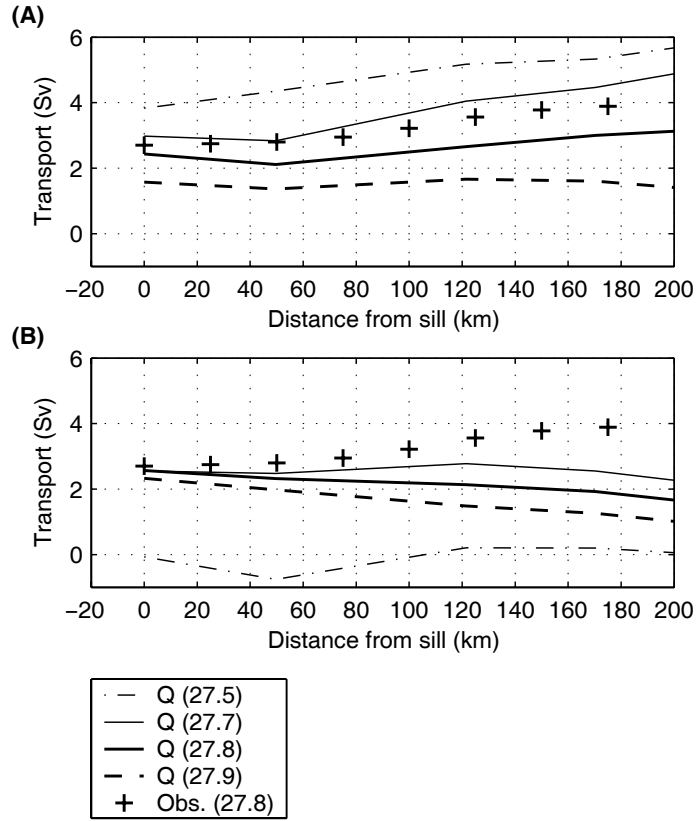 (A)
6
4
2
0
Transport (Sv)
−20 0 20 40 60 80 100 120 140 160 180 200
Distance from sill (km)
(B)
6
4
2
0
Transport (Sv)
−20 0 20 40 60 80 100 120 140 160 180 200
Distance from sill (km)
Q (27.5)
Q (27.7)
Q (27.8)
Q (27.9)
Obs. (27.8)